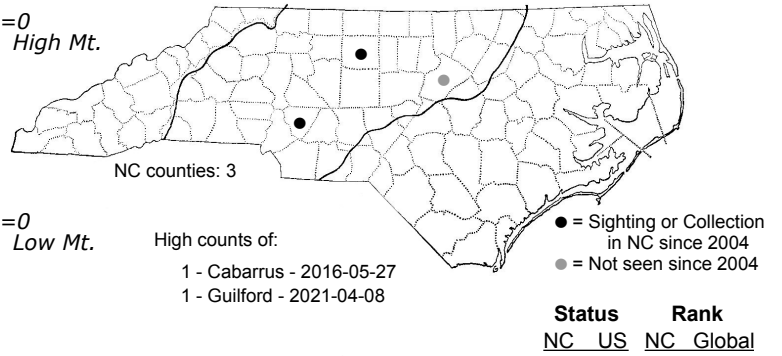 =0
High Mt.
NC counties: 3
=0
Low Mt.
High counts of:
1 - Cabarrus - 2016-05-27
1 - Guilford - 2021-04-08
= Sighting or Collection
in NC since 2004
= Not seen since 2004
Status Rank
NC US NC Global